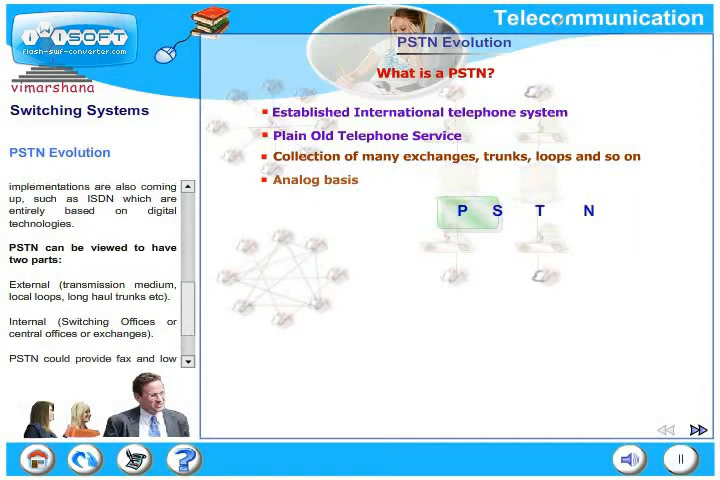 Telecommunication
iWiSOFT
flash-swf-converter.com
vimarshana
PSTN Evolution
What is a PSTN?
Switching Systems
PSTN Evolution
Established International telephone system
Plain Old Telephone Service
Collection of many exchanges, trunks, loops and so on
Analog basis
P S T N
implementations are also coming
up, such as ISDN which are
entirely based on digital
technologies.
PSTN can be viewed to have
two parts:
External (transmission medium,
local loops, long haul trunks etc).
Internal (Switching Offices or
central offices or exchanges).
PSTN could provide fax and low